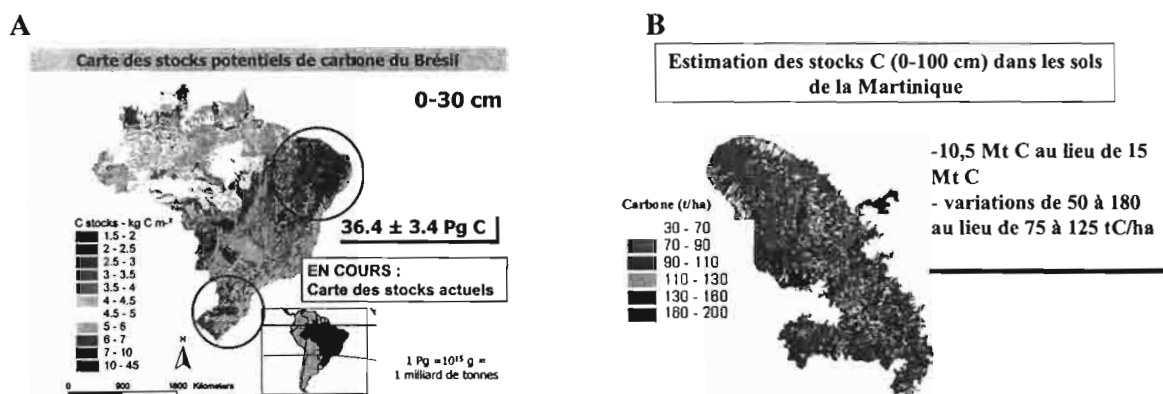 A
Carte des stocks potentiels de carbone du Brésil
0-30 cm
36.4 ± 3.4 Pg C
C stocks - kg C m⁻²
1.5 - 2
2 - 2.5
2.5 - 3
3 - 3.5
3.5 - 4
4 - 4.5
4.5 - 5
5 - 6
6 - 7
7 - 10
10 - 45
N
0 900 1800 Kilometers
EN COURS :
Carte des stocks actuels
1 Pg = 10¹⁵ g =
1 milliard de tonnes
B
Estimation des stocks C (0-100 cm) dans les sols
de la Martinique
-10,5 Mt C au lieu de 15
Mt C
- variations de 50 à 180
au lieu de 75 à 125 tC/ha
Carbone (t/ha)
30 - 70
70 - 90
90 - 110
110 - 130
130 - 160
180 - 200